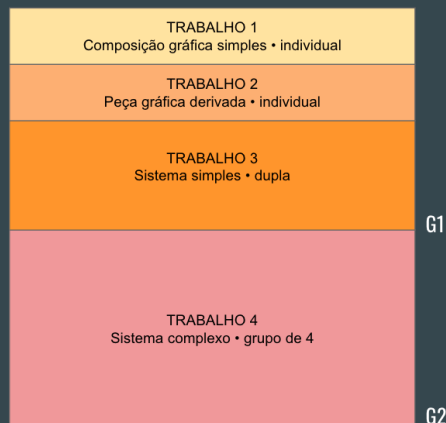 TRABALHO 1
Composição gráfica simples • individual
TRABALHO 2
Peça gráfica derivada • individual
TRABALHO 3
Sistema simples • dupla
G1
TRABALHO 4
Sistema complexo • grupo de 4
G2